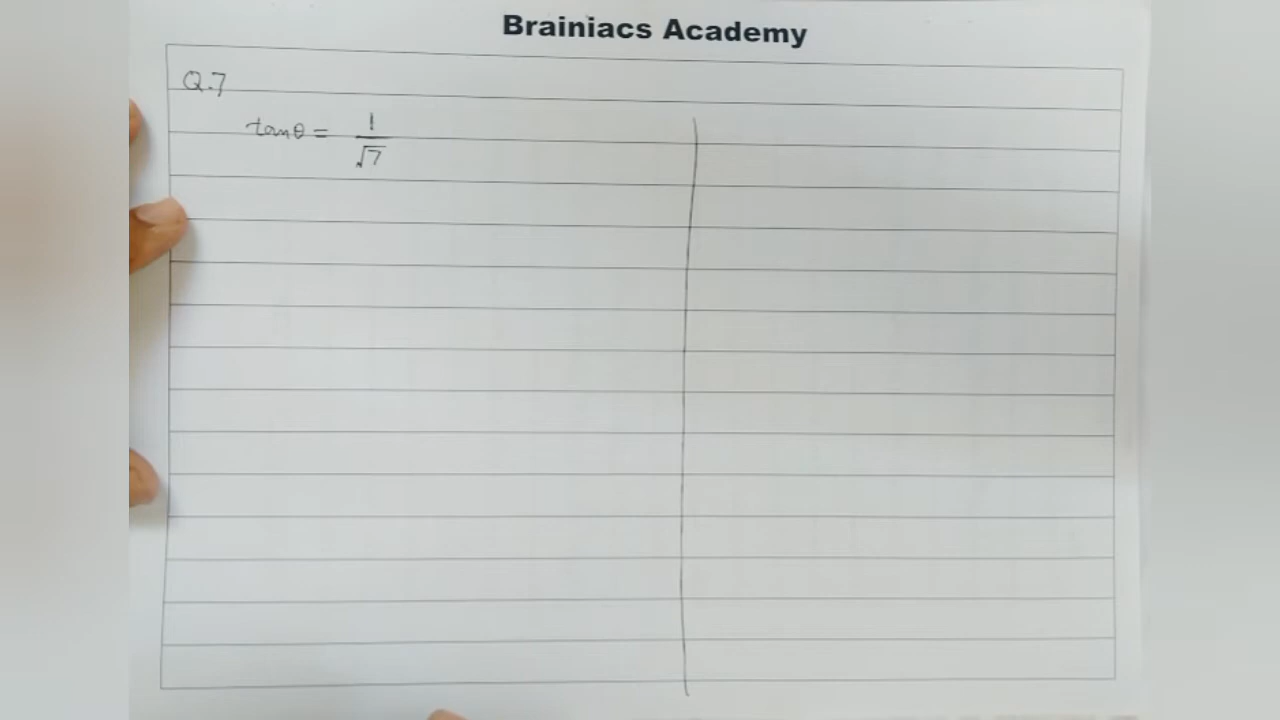 Brainiacs Academy
Q.7
tanθ = 1/√7